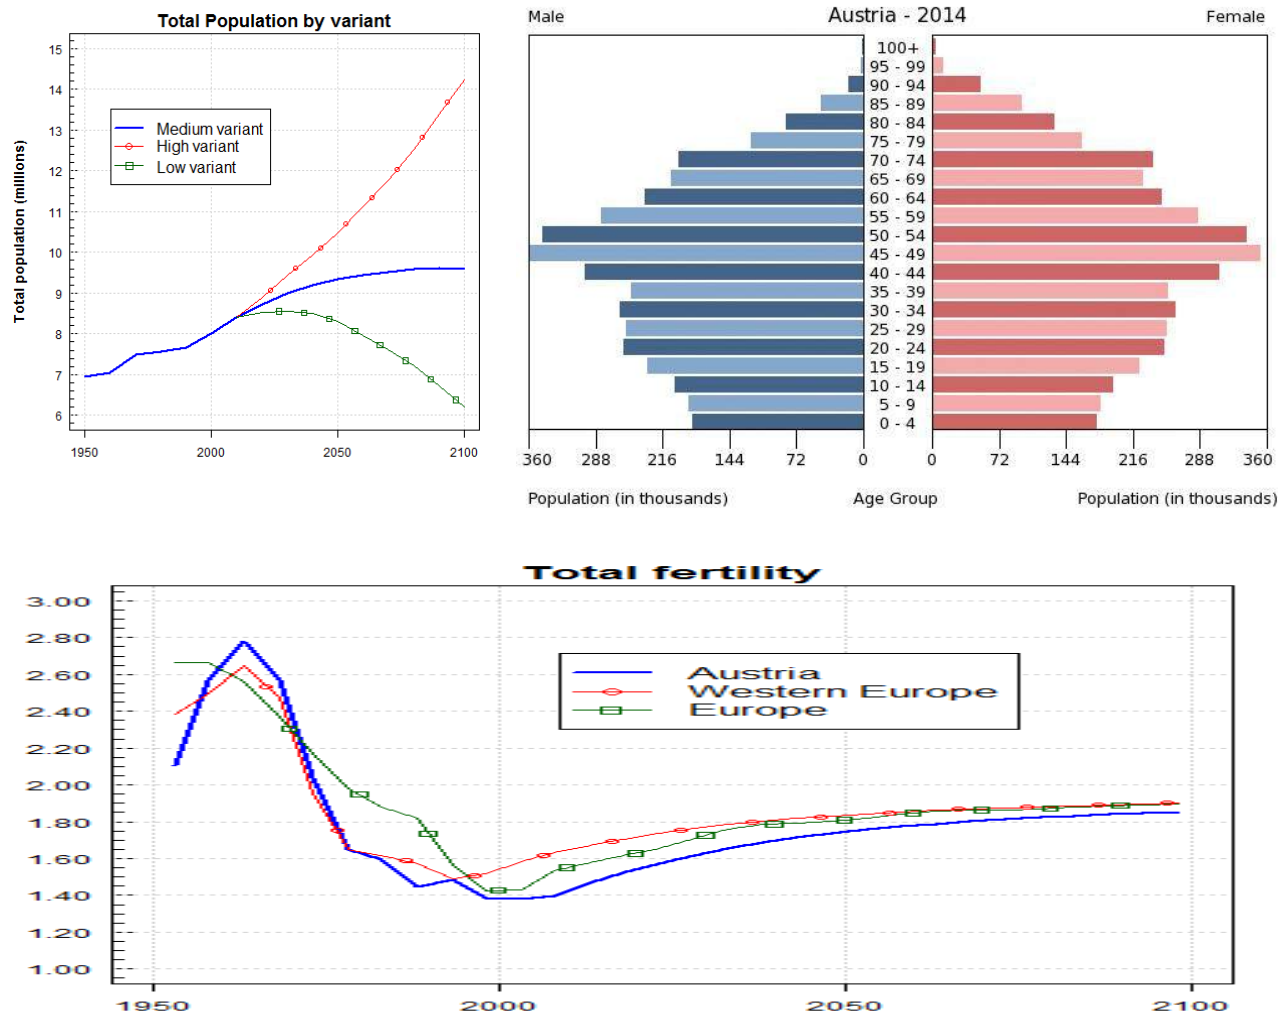 Total Population by variant
Total population (millions)
15
14
13
12
11
10
9
8
7
6
Medium variant
High variant
Low variant
1950
2000
2050
2100
Male
Austria - 2014
Female
100+
95 - 99
90 - 94
85 - 89
80 - 84
75 - 79
70 - 74
65 - 69
60 - 64
55 - 59
50 - 54
45 - 49
40 - 44
35 - 39
30 - 34
25 - 29
20 - 24
15 - 19
10 - 14
5 - 9
0 - 4
360 288 216 144 72 0 0 72 144 216 288 360
Population (in thousands)
Age Group
Population (in thousands)
Total fertility
3.00
2.80
2.60
2.40
2.20
2.00
1.80
1.60
1.40
1.20
1.00
Austria
Western Europe
Europe
1950
2000
2050
2100